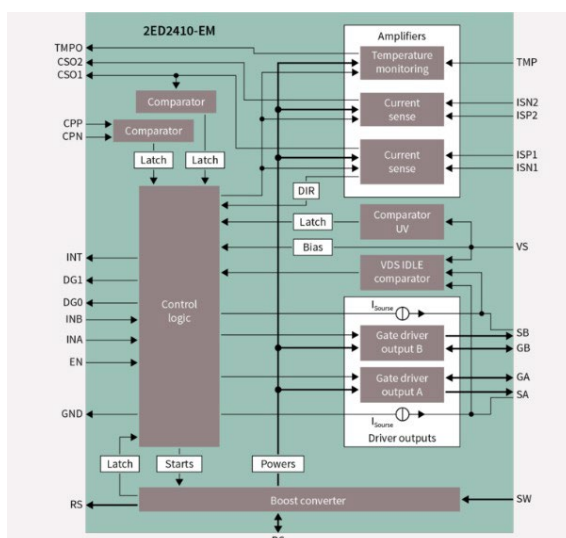 2ED2410-EM
Amplifiers
TMPO
CSO2
CSO1
Temperature
monitoring
TMP
Comparator
Current
sense
ISN2
ISP2
CPP
CPN
Comparator
Latch
Latch
Current
sense
ISP1
ISN1
DIR
Latch
Comparator
UV
Bias
VS
INT
DG1
DG0
INB
INA
EN
GND
Control
logic
VDS IDLE
comparator
ISource
Gate driver
output B
SB
GB
Gate driver
output A
GA
SA
ISource
Driver outputs
Latch
Starts
Powers
RS
Boost converter
SW